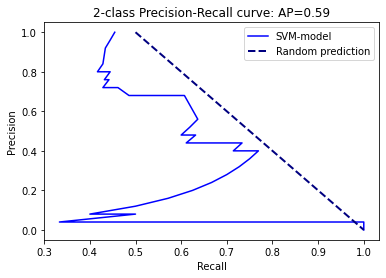 2-class Precision-Recall curve: AP=0.59
SVM-model
Random prediction
Precision
1.0
0.8
0.6
0.4
0.2
0.0
0.3 0.4 0.5 0.6 0.7 0.8 0.9 1.0
Recall